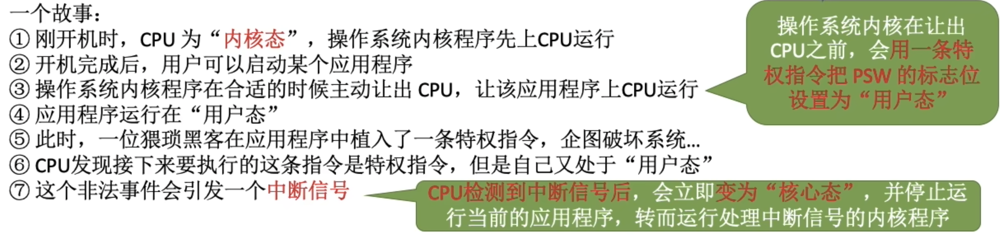 一个故事：
① 刚开机时，CPU 为“内核态”，操作系统内核程序先上CPU运行
② 开机完成后，用户可以启动某个应用程序
③ 操作系统内核程序在合适的时候主动让出 CPU，让该应用程序上CPU运行
④ 应用程序运行在“用户态”
⑤ 此时，一位猥琐黑客在应用程序中植入了一条特权指令，企图破坏系统...
⑥ CPU发现接下来要执行的这条指令是特权指令，但是自己又处于“用户态”
⑦ 这个非法事件会引发一个中断信号
操作系统内核在让出
CPU之前，会用一条特
权指令把 PSW 的标志位
设置为“用户态”
CPU检测到中断信号后，会立即变为“核心态”，并停止运
行当前的应用程序，转而运行处理中断信号的内核程序